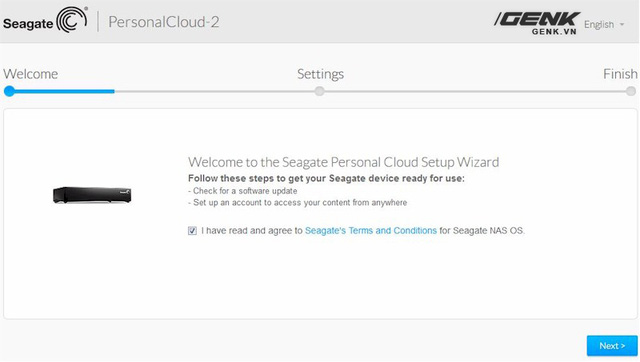 Seagate PersonalCloud-2
/GENK
GENK.VN
English
Welcome Settings Finish
Welcome to the Seagate Personal Cloud Setup Wizard
Follow these steps to get your Seagate device ready for use:
- Check for a software update
- Set up an account to access your content from anywhere
I have read and agree to Seagate's Terms and Conditions for Seagate NAS OS.
Next >